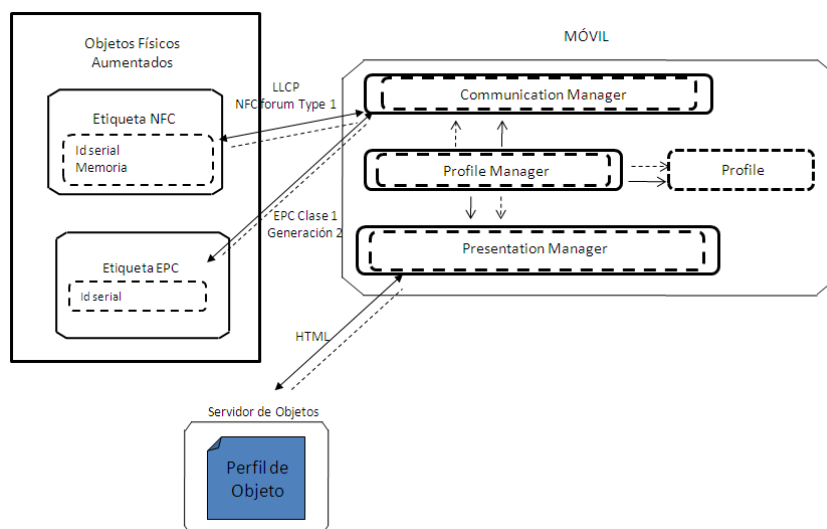 Objetos Físicos
Aumentados
Etiqueta NFC
Id serial
Memoria
Etiqueta EPC
Id serial
LLCP
NFC forum Type 1
EPC Clase 1
Generación 2
MÓVIL
Communication Manager
Profile Manager
Profile
Presentation Manager
HTML
Servidor de Objetos
Perfil de
Objeto